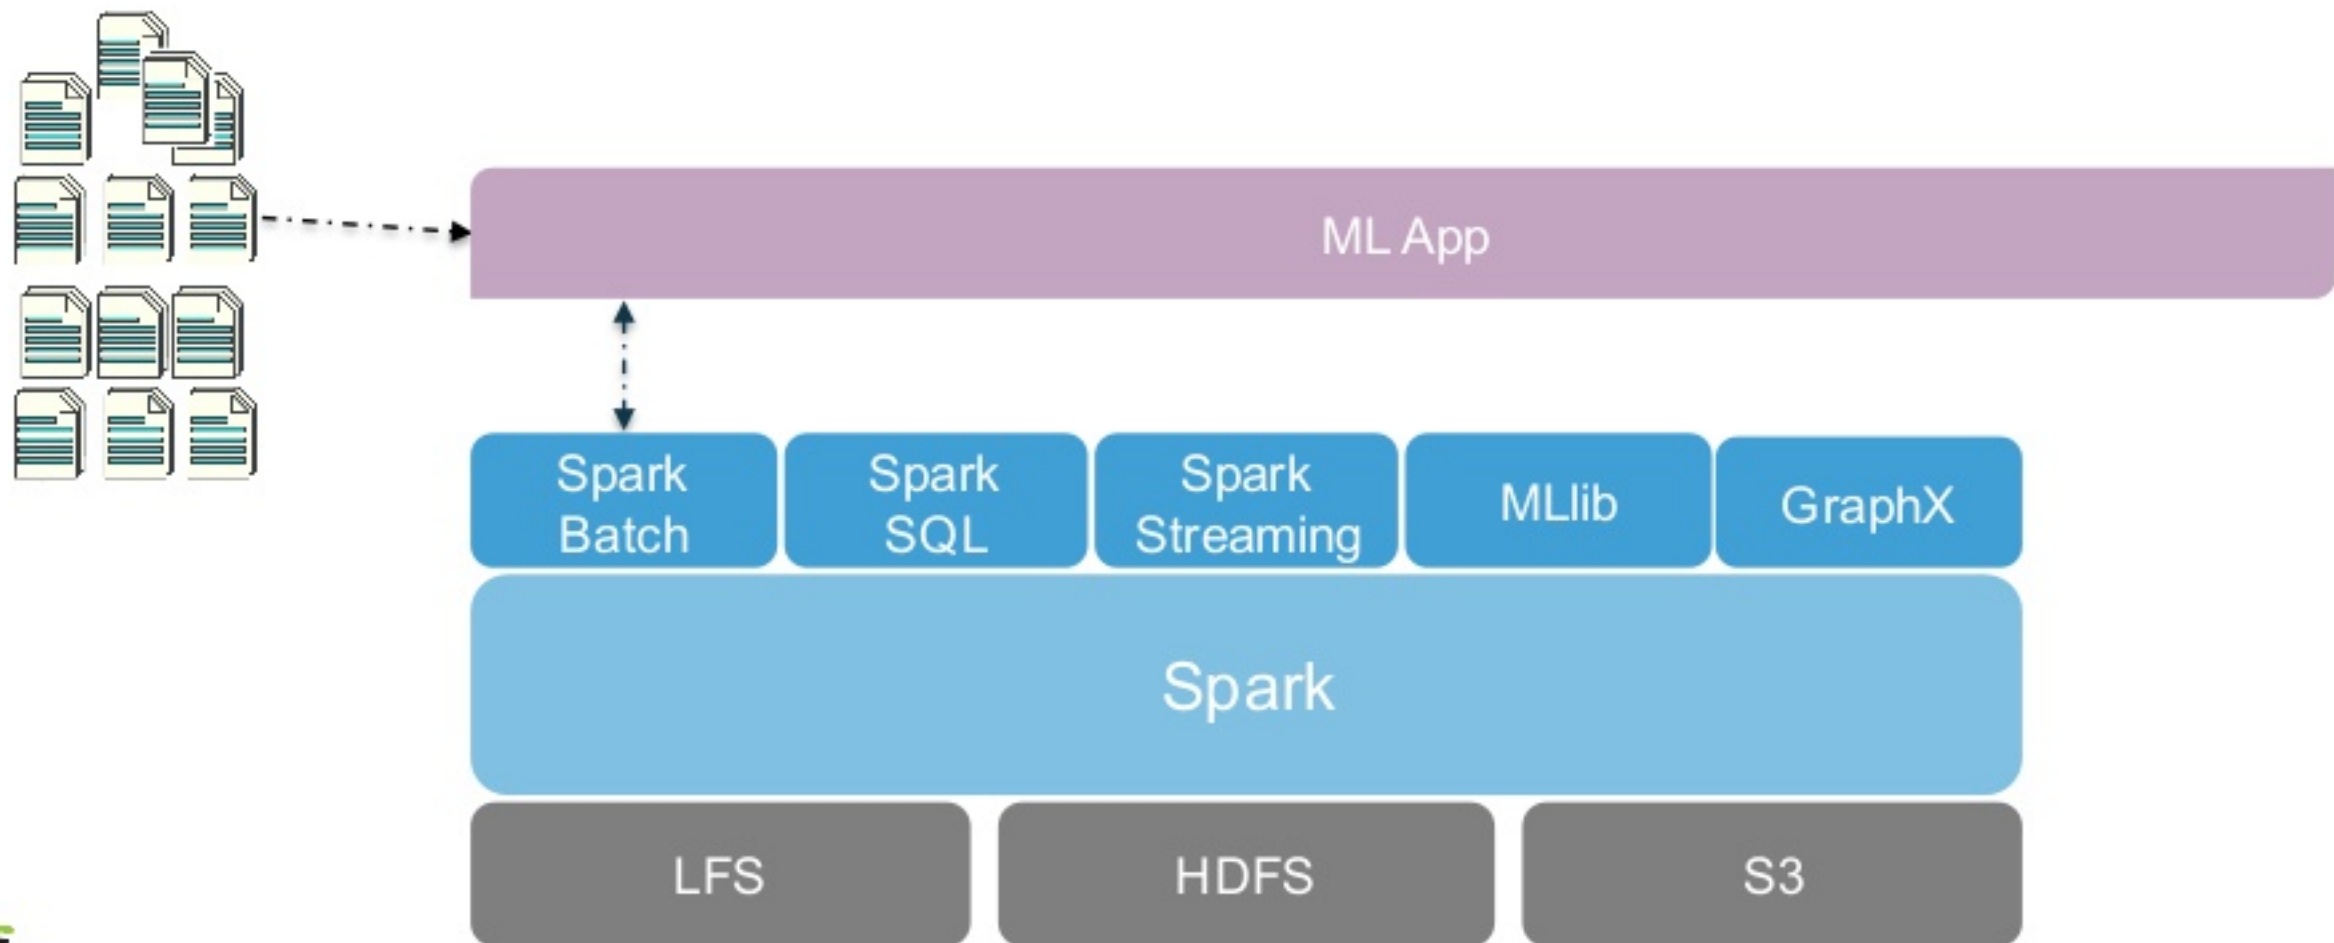 ML App
Spark
Batch
Spark
SQL
Spark
Streaming
MLlib
GraphX
Spark
LFS
HDFS
S3